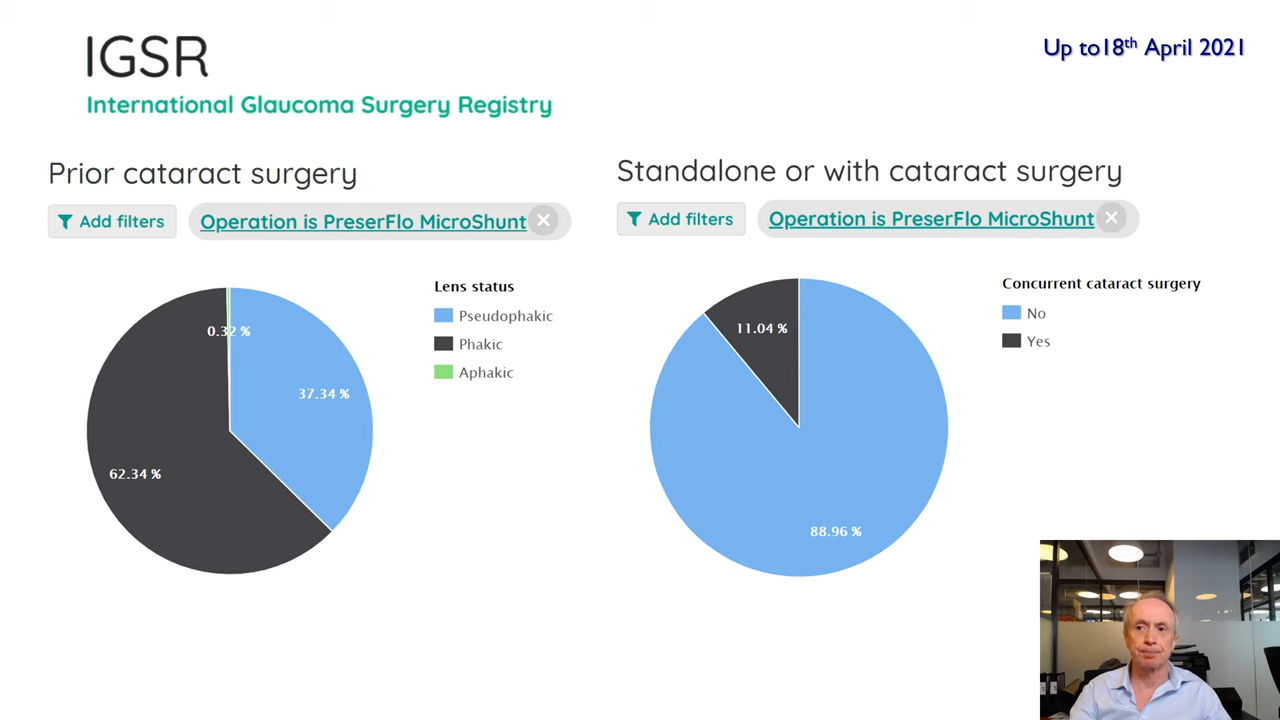 IGSR
Up to18th April 2021
International Glaucoma Surgery Registry
Prior cataract surgery
Add filters
Operation is PreserFlo MicroShunt
Lens status
Pseudophakic
Phakic
Aphakic
0.32 %
37.34 %
62.34 %
Standalone or with cataract surgery
Add filters
Operation is PreserFlo MicroShunt
Concurrent cataract surgery
No
Yes
11.04 %
88.96 %